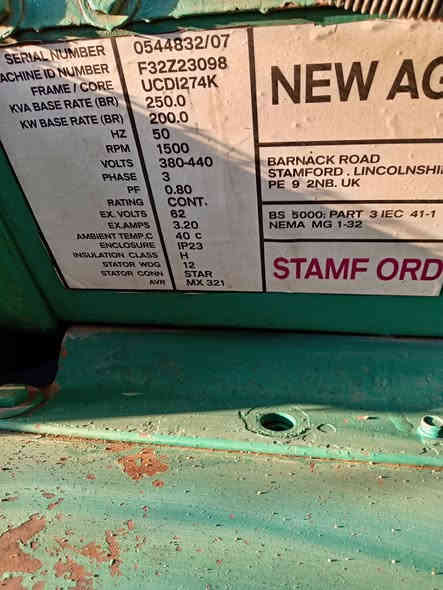 SERIAL NUMBER 0544832/07
MACHINE ID NUMBER F32Z23098
FRAME / CORE UCDI274K
KVA BASE RATE (BR) 250.0
KW BASE RATE (BR) 200.0
HZ 50
RPM 1500
VOLTS 380-440
PHASE 3
PF 0.80
RATING CONT.
EX. VOLTS 62
EX.AMPS 3.20
AMBIENT TEMP.C 40 C
ENCLOSURE IP23
INSULATION CLASS H
STATOR WDG 12
STATOR CONN STAR
AVR MX 321
NEW AG
BARNACK ROAD
STAMFORD . LINCOLNSHI
PE 9 2NB. UK
BS 5000: PART 3 IEC 41-1
NEMA MG 1-32
STAMF ORD